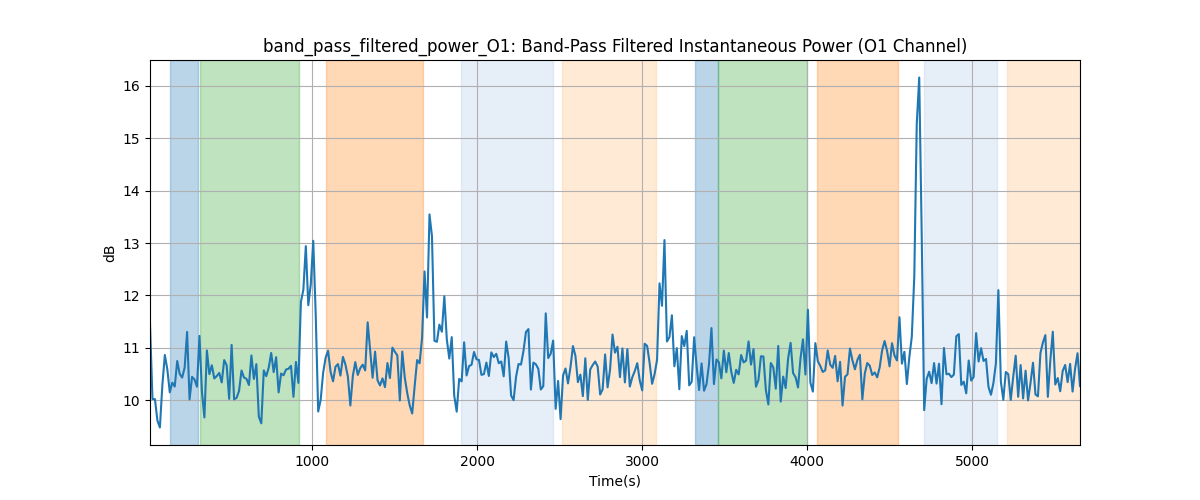 band_pass_filtered_power_O1: Band-Pass Filtered Instantaneous Power (O1 Channel)
16
15
14
13
12
11
10
dB
1000 2000 3000 4000 5000
Time(s)